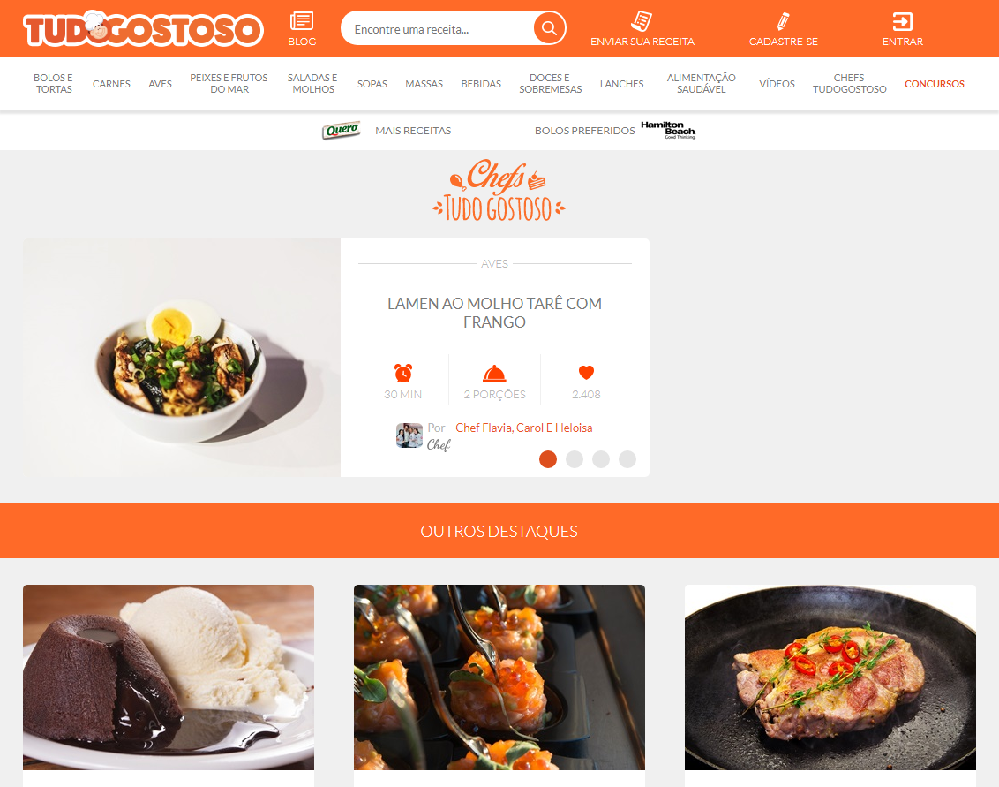 TUDOGOSTOSO
BLOG
Encontre uma receita...
ENVIAR SUA RECEITA
CADASTRE-SE
ENTRAR
BOLOS E
TORTAS
CARNES
AVES
PEIXES E FRUTOS
DO MAR
SALADAS E
MOLHOS
SOPAS
MASSAS
BEBIDAS
DOCES E
SOBREMESAS
LANCHES
ALIMENTAÇÃO
SAUDÁVEL
VÍDEOS
CHEFS
TUDOGOSTOSO
CONCURSOS
Quero
MAIS RECEITAS
BOLOS PREFERIDOS
Hamilton
Beach
Good Thinking.
Chefs
TUDO GOSTOSO
AVES
LAMEN AO MOLHO TARÊ COM
FRANGO
30 MIN
2 PORÇÕES
2.408
Por Chef Flavia, Carol E Heloisa
Chef
OUTROS DESTAQUES